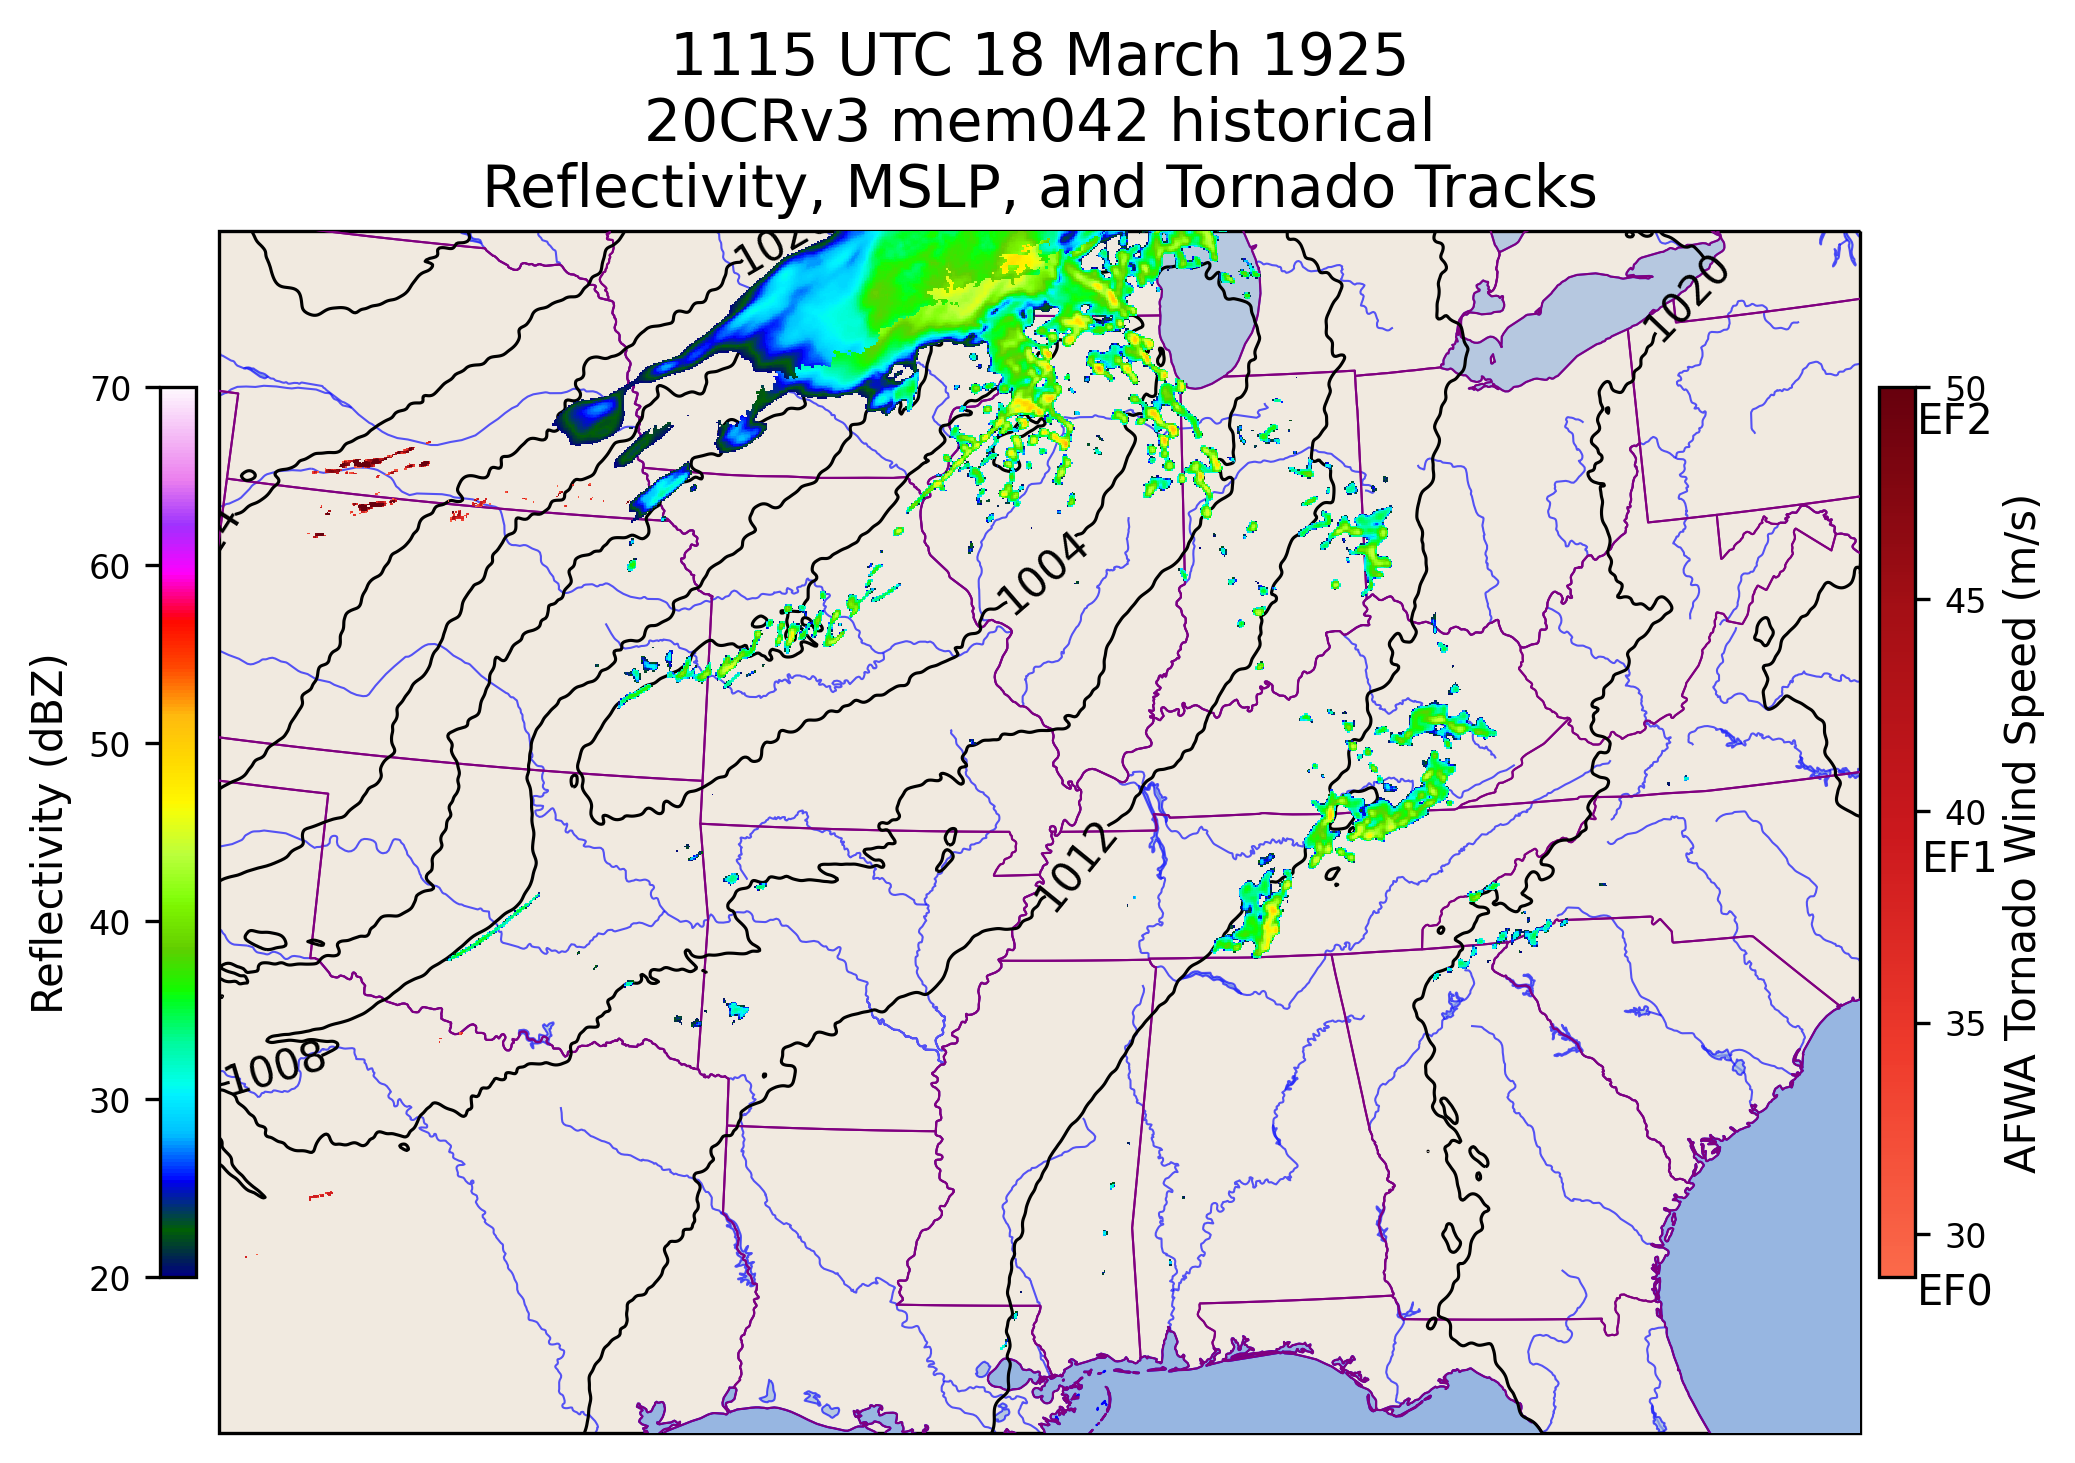 1115 UTC 18 March 1925
20CRv3 mem042 historical
Reflectivity, MSLP, and Tornado Tracks
1020
1004
1012
1008
70
60
50
40
30
20
Reflectivity (dBZ)
50
EF2
45
40
EF1
35
30
EF0
AFWA Tornado Wind Speed (m/s)